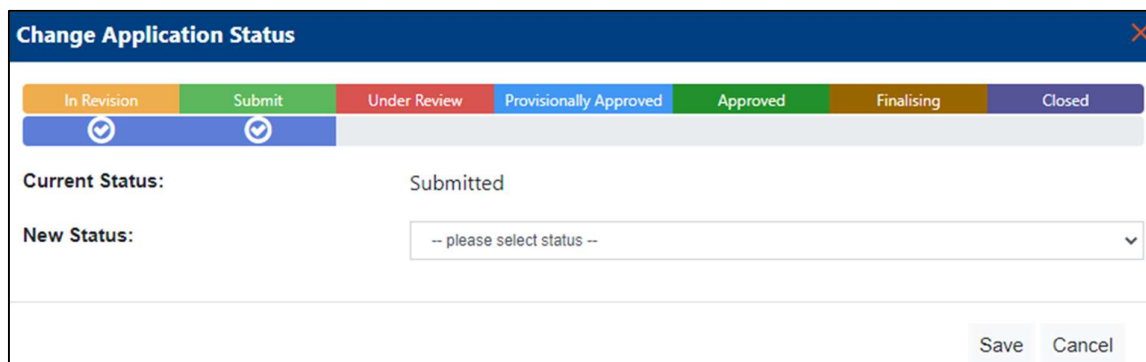 Change Application Status
In Revision Submit Under Review Provisionally Approved Approved Finalising Closed
Current Status: Submitted
New Status: -- please select status --
Save Cancel